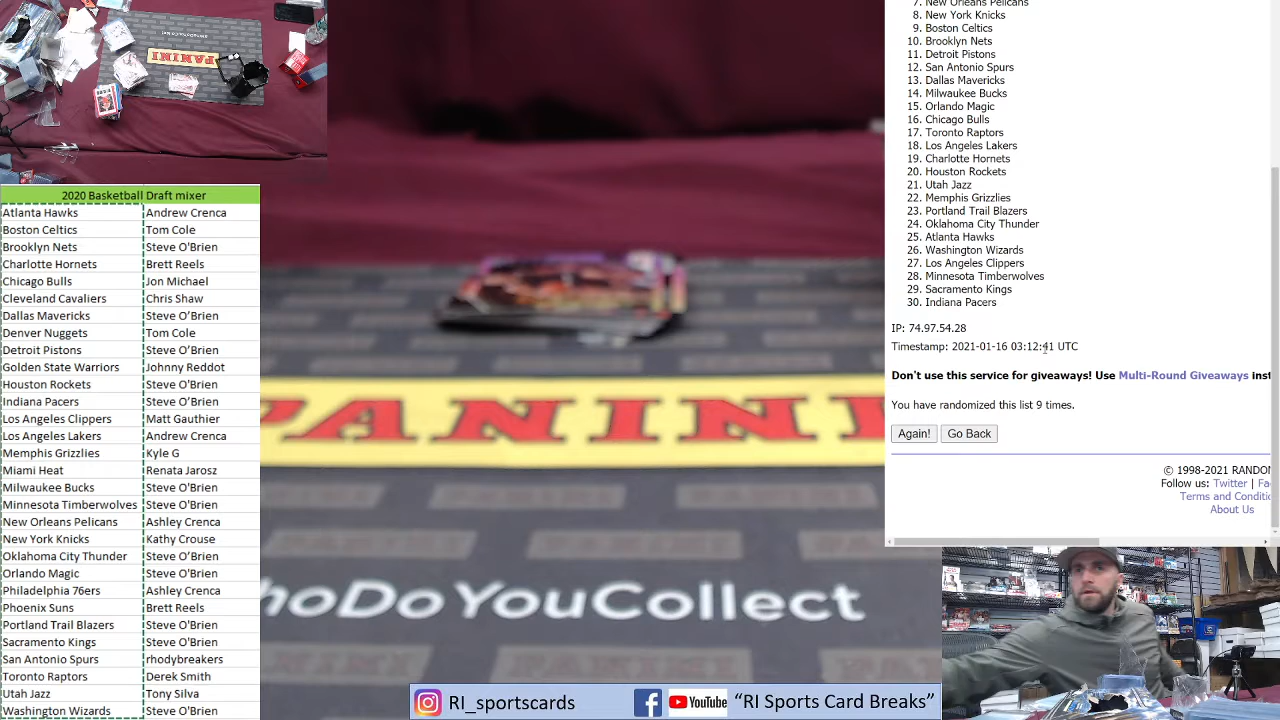 PANINI
2020 Basketball Draft mixer
Atlanta Hawks Andrew Crenca
Boston Celtics Tom Cole
Brooklyn Nets Steve O'Brien
Charlotte Hornets Brett Reels
Chicago Bulls Jon Michael
Cleveland Cavaliers Chris Shaw
Dallas Mavericks Steve O'Brien
Denver Nuggets Tom Cole
Detroit Pistons Steve O'Brien
Golden State Warriors Johnny Reddot
Houston Rockets Steve O'Brien
Indiana Pacers Steve O'Brien
Los Angeles Clippers Matt Gauthier
Los Angeles Lakers Andrew Crenca
Memphis Grizzlies Kyle G
Miami Heat Renata Jarosz
Milwaukee Bucks Steve O'Brien
Minnesota Timberwolves Steve O'Brien
New Orleans Pelicans Ashley Crenca
New York Knicks Kathy Crouse
Oklahoma City Thunder Steve O'Brien
Orlando Magic Steve O'Brien
Philadelphia 76ers Ashley Crenca
Phoenix Suns Brett Reels
Portland Trail Blazers Steve O'Brien
Sacramento Kings Steve O'Brien
San Antonio Spurs rhodybreakers
Toronto Raptors Derek Smith
Utah Jazz Tony Silva
Washington Wizards Steve O'Brien
PANINI
hoDoYouCollect
7. New Orleans Pelicans
8. New York Knicks
9. Boston Celtics
10. Brooklyn Nets
11. Detroit Pistons
12. San Antonio Spurs
13. Dallas Mavericks
14. Milwaukee Bucks
15. Orlando Magic
16. Chicago Bulls
17. Toronto Raptors
18. Los Angeles Lakers
19. Charlotte Hornets
20. Houston Rockets
21. Utah Jazz
22. Memphis Grizzlies
23. Portland Trail Blazers
24. Oklahoma City Thunder
25. Atlanta Hawks
26. Washington Wizards
27. Los Angeles Clippers
28. Minnesota Timberwolves
29. Sacramento Kings
30. Indiana Pacers
IP: 74.97.54.28
Timestamp: 2021-01-16 03:12:41 UTC
Don't use this service for giveaways! Use Multi-Round Giveaways inst
You have randomized this list 9 times.
Again! Go Back
© 1998-2021 RANDO
Follow us: Twitter | Fa
Terms and Conditi
About Us
RI_sportscards YouTube "RI Sports Card Breaks"